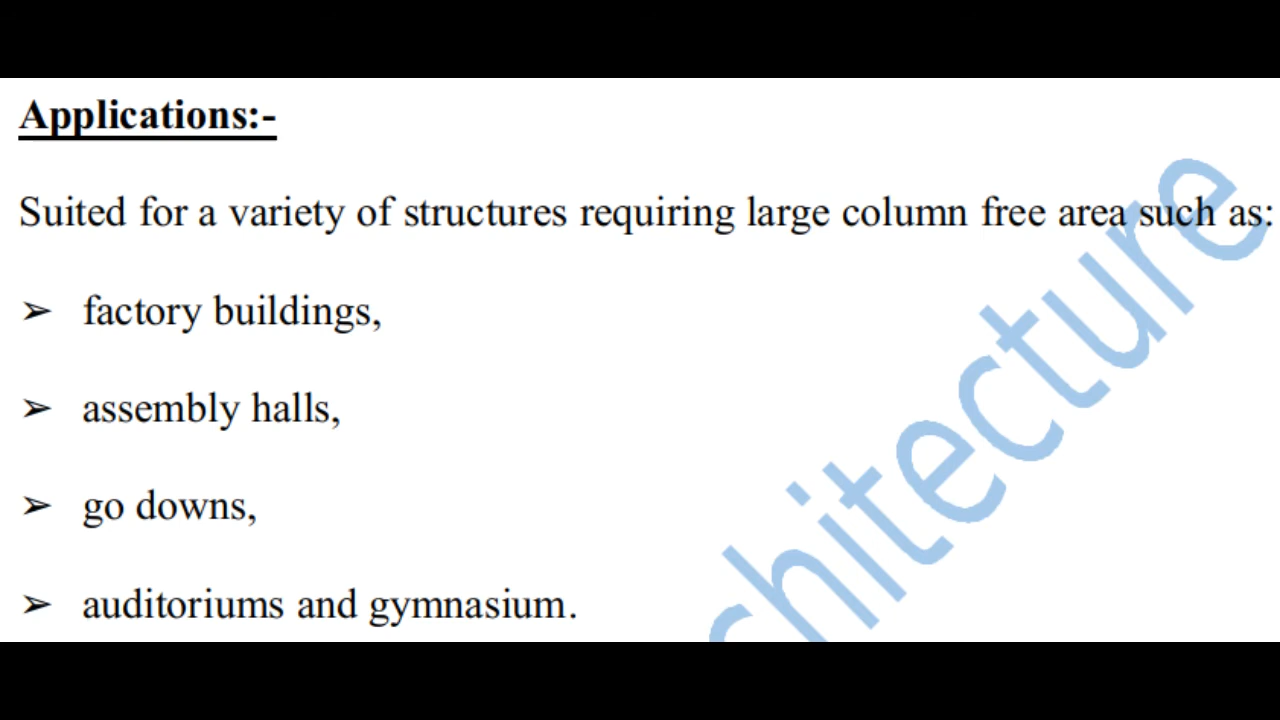 Applications:-
Suited for a variety of structures requiring large column free area such as:
➢ factory buildings,
➢ assembly halls,
➢ go downs,
➢ auditoriums and gymnasium.
chitecture